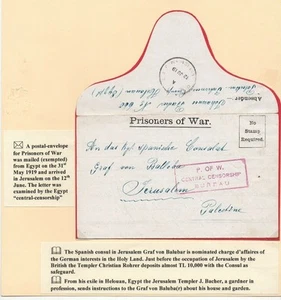 Prisoners of War.
No
Stamp
Required.
An das kgl. spanische Consulat
Graf von Ballobar
Jerusalem
Palestine
P. OF W.
CENTRAL CENSORSHIP
BUREAU
Absender
A postal-envelope
for Prisoners of War
was mailed (exempted)
from Egypt on the 31st
May 1919 and arrived
in Jerusalem on the 12th
June. The letter was
examined by the Egypt
"central-censorship"
The Spanish consul in Jerusalem Graf von Balubar is nominated charge d'affaires of
the German interests in the Holy Land. Just before the occupation of Jerusalem by the
British the Templer Christian Rohrer deposits almost TL 10,000 with the Consul as
safeguard.
From his exile in Helouan, Egypt the Jerusalem Templer J. Bacher, a gardner in
profession, sends instructions to the Graf von Balubar(e) about his house and garden.